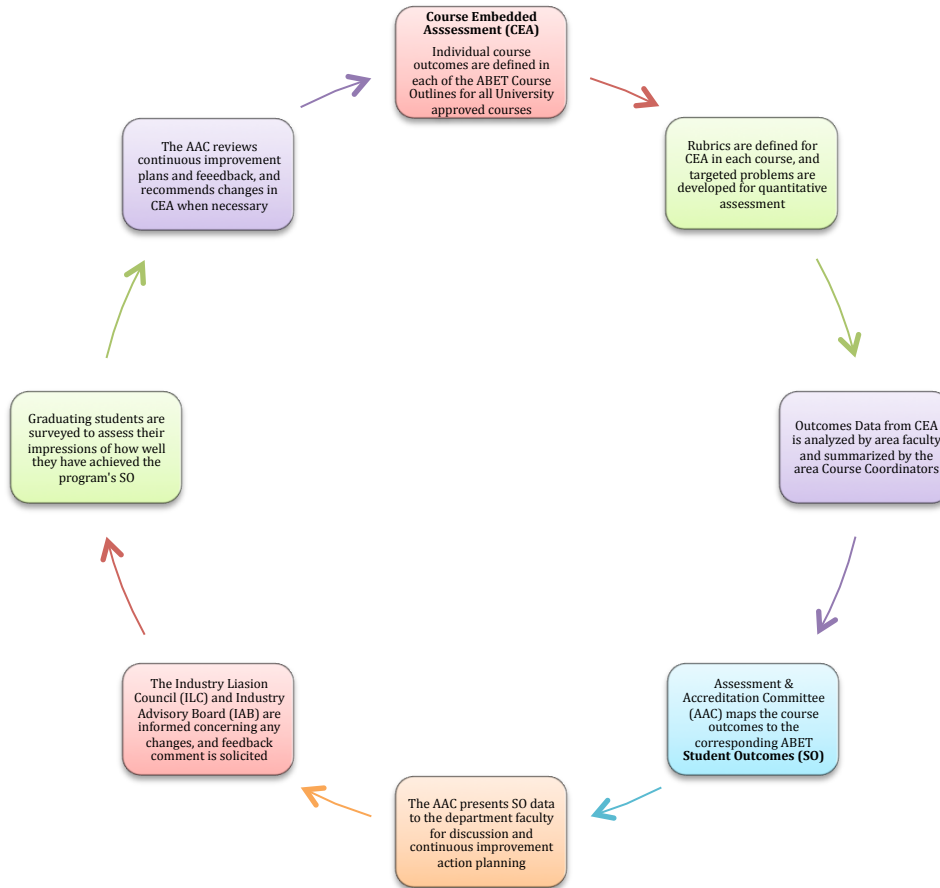 Course Embedded
Asssessment (CEA)
Individual course
outcomes are defined in
each of the ABET Course
Outlines for all University
approved courses
Rubrics are defined for
CEA in each course, and
targeted problems are
developed for quantitative
assessment
Outcomes Data from CEA
is analyzed by area faculty
and summarized by the
area Course Coordinators
Assessment &
Accreditation Committee
(AAC) maps the course
outcomes to the
corresponding ABET
Student Outcomes (SO)
The AAC presents SO data
to the department faculty
for discussion and
continuous improvement
action planning
The Industry Liasion
Council (ILC) and Industry
Advisory Board (IAB) are
informed concerning any
changes, and feedback
comment is solicited
Graduating students are
surveyed to assess their
impressions of how well
they have achieved the
program's SO
The AAC reviews
continuous improvement
plans and feeedback, and
recommends changes in
CEA when necessary